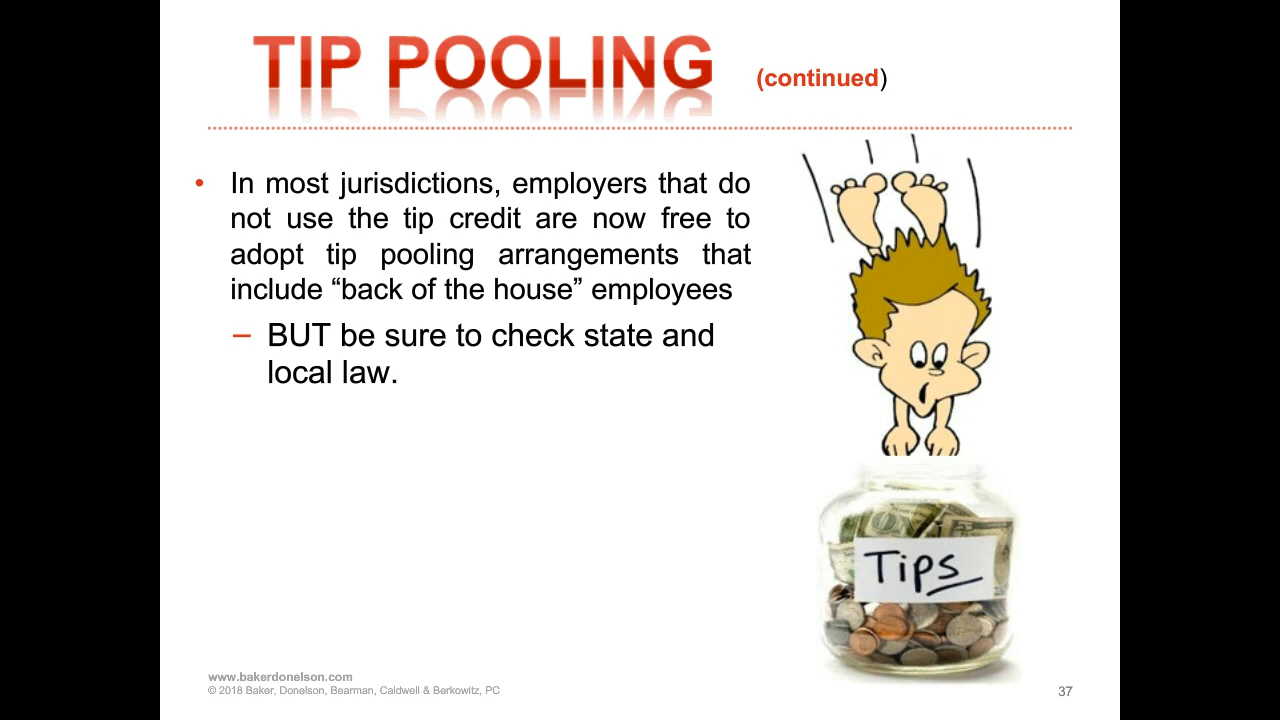 TIP POOLING (continued)
• In most jurisdictions, employers that do
not use the tip credit are now free to
adopt tip pooling arrangements that
include “back of the house” employees
– BUT be sure to check state and
local law.
Tips
www.bakerdonelson.com
© 2018 Baker, Donelson, Bearman, Caldwell & Berkowitz, PC
37